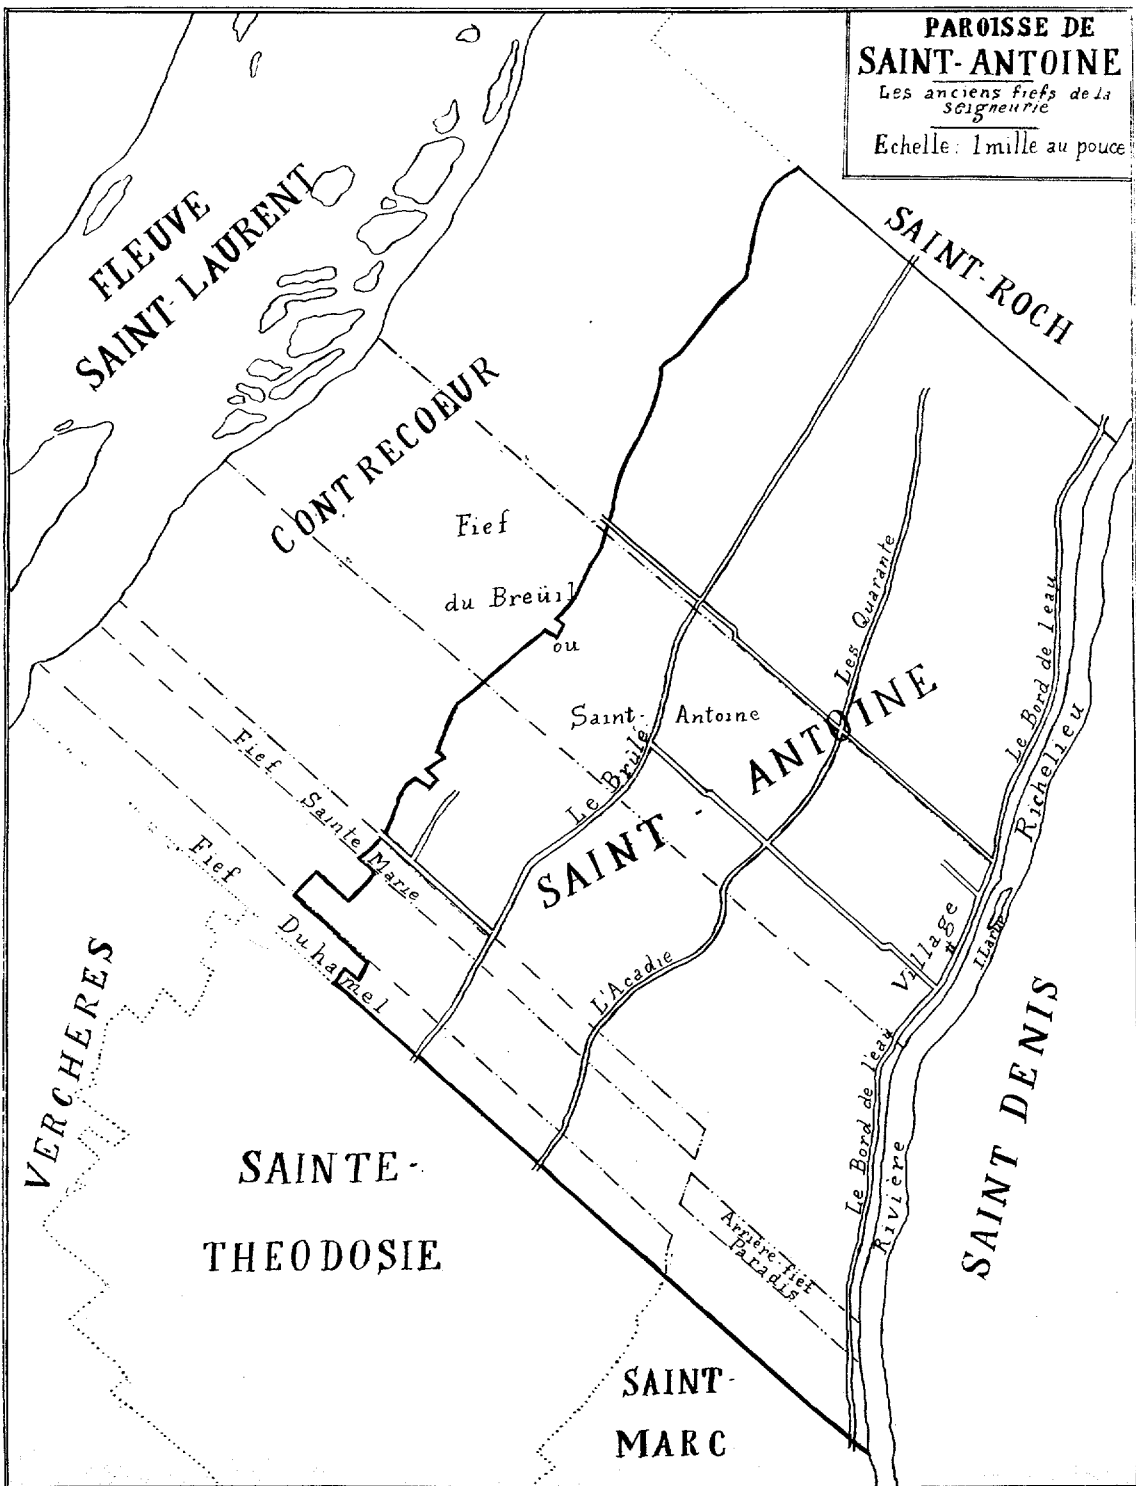 PAROISSE DE
SAINT-ANTOINE
Les anciens fiefs de la
seigneurie
Echelle: 1 mille au pouce
FLEUVE
SAINT-LAURENT
SAINT-ROCH
CONTRECOEUR
Fief
du Breüil
ou
Saint-Antoine
Les Quarante
Le Bord de l'eau
Richelieu
Le Brûlé
SAINT-ANTOINE
Fief Sainte Marie
Fief Duhamel
Village
I. Larue
L'Acadie
VERCHERES
SAINT DENIS
Le Bord de l'eau
Rivière
SAINTE-
THEODOSIE
Arrière-fief
Paradis
SAINT-
MARC